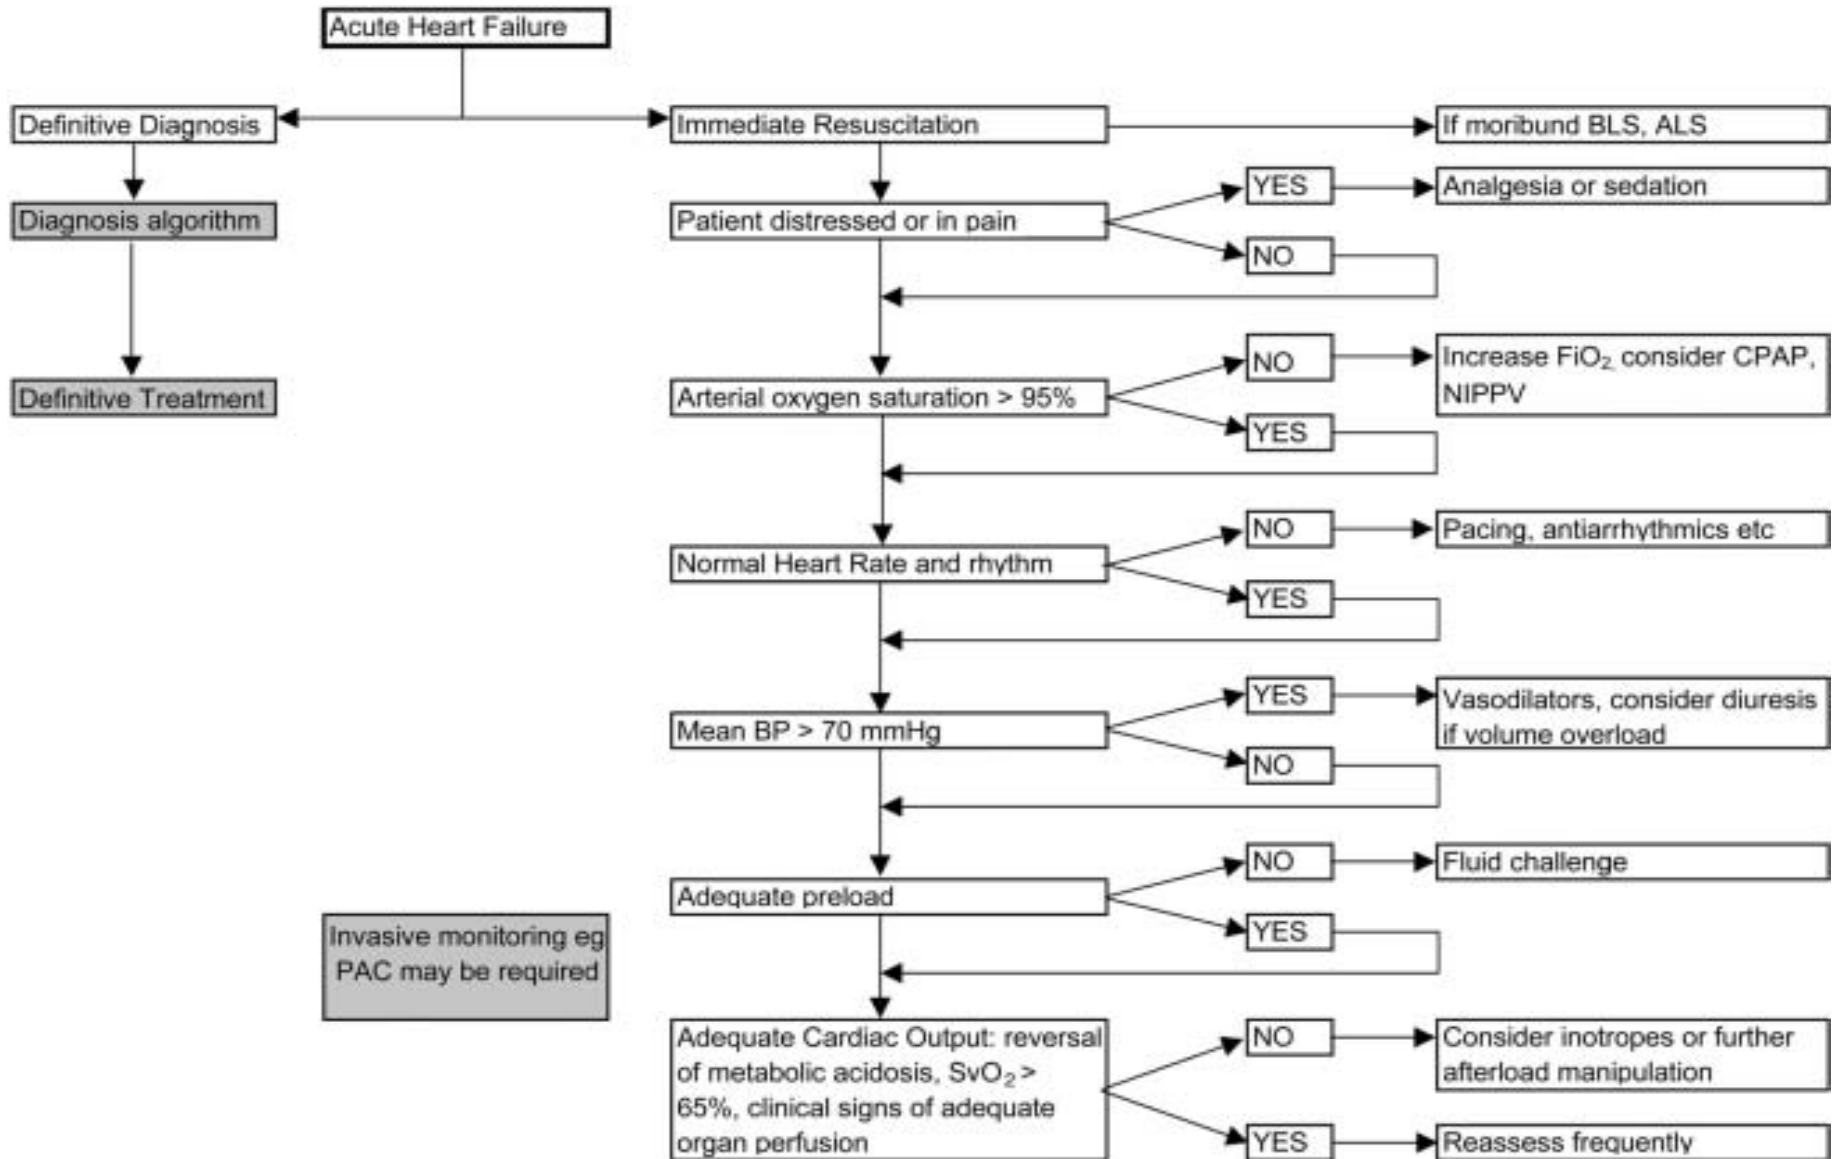 Acute Heart Failure
Definitive Diagnosis
Immediate Resuscitation
If moribund BLS, ALS
YES
Analgesia or sedation
Diagnosis algorithm
Patient distressed or in pain
NO
NO
Increase FiO₂, consider CPAP,
NIPPV
Definitive Treatment
Arterial oxygen saturation > 95%
YES
NO
Pacing, antiarrhythmics etc
Normal Heart Rate and rhythm
YES
YES
Vasodilators, consider diuresis
if volume overload
Mean BP > 70 mmHg
NO
NO
Fluid challenge
Adequate preload
YES
Invasive monitoring eg
PAC may be required
Adequate Cardiac Output: reversal
of metabolic acidosis, SvO₂ >
65%, clinical signs of adequate
organ perfusion
NO
Consider inotropes or further
afterload manipulation
YES
Reassess frequently